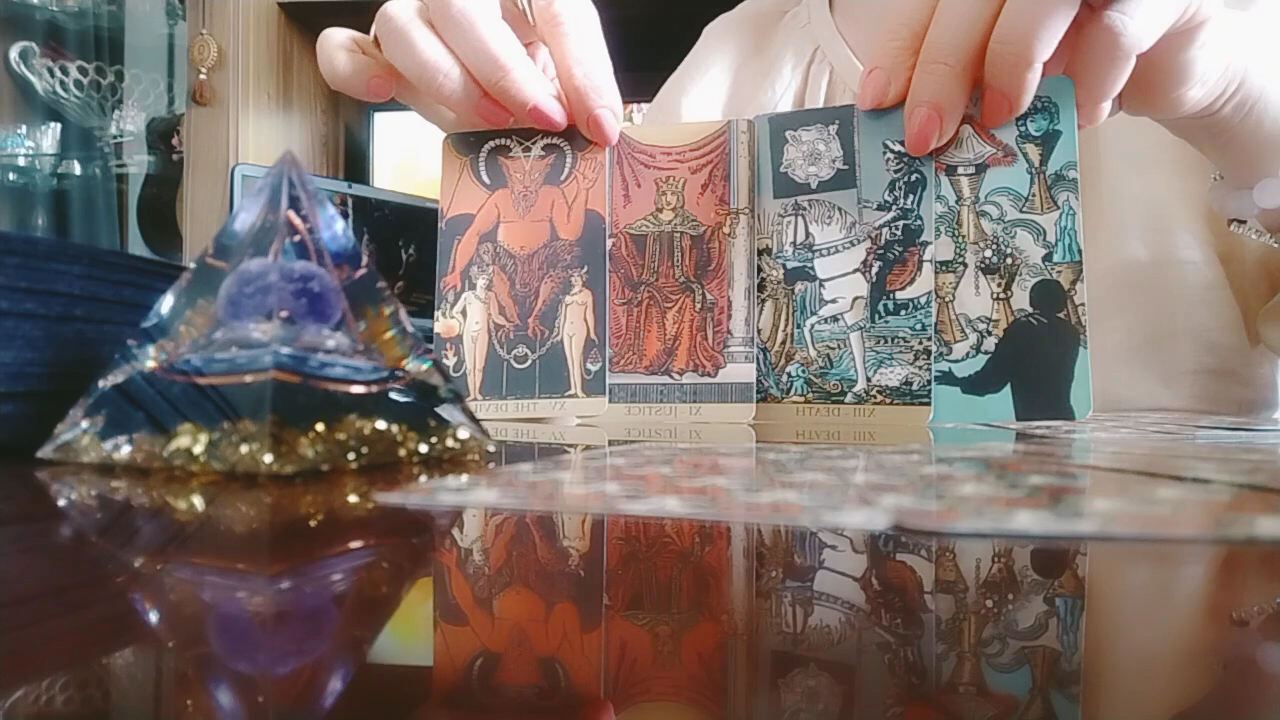 XV - THE DEVIL
XI - JUSTICE
XIII - DEATH